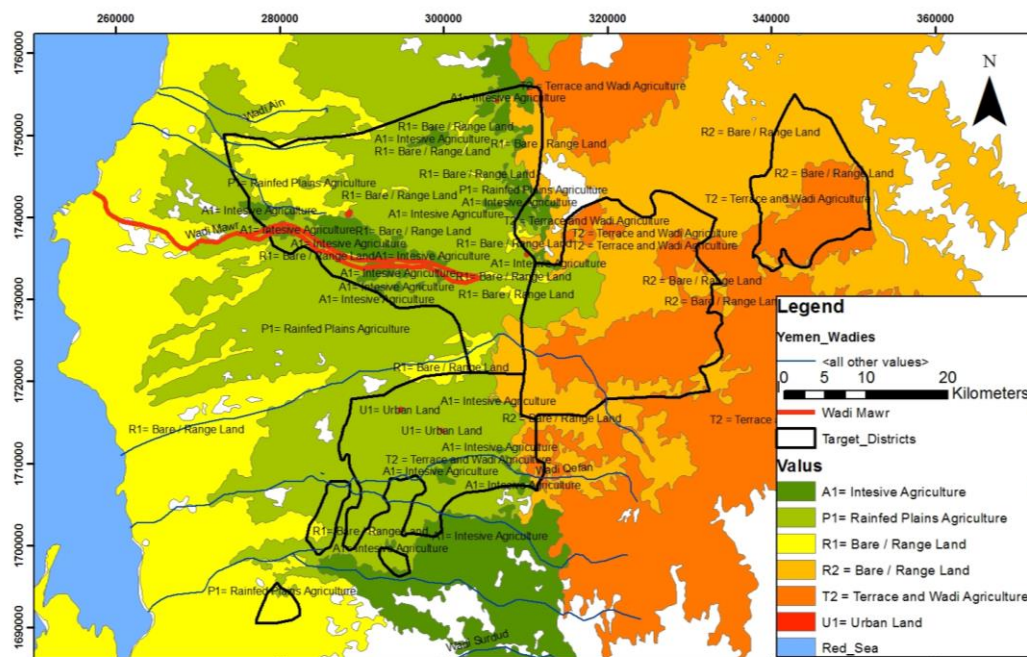 260000 280000 300000 320000 340000 360000
1760000
N
T2 = Terrace and Wadi Agriculture
A1= Intesive Agriculture
Wadi Ain
1750000
R1= Bare / Range Land
R2 = Bare / Range Land
A1= Intesive Agriculture
R1= Bare / Range Land
R1= Bare / Range Land
R1= Bare / Range Land
R2 = Bare / Range Land
P1= Rainfed Plains Agriculture
P1= Rainfed Plains Agriculture
R1= Bare / Range Land
A1= Intesive Agriculture
T2 = Terrace and Wadi Agriculture
1740000
A1= Intesive Agriculture
A1= Intesive Agriculture
T2 = Terrace and Wadi Agriculture
Wadi Mawr
A1= Intesive Agriculture
R1= Bare / Range Land
T2 = Terrace and Wadi Agriculture
A1= Intesive Agriculture
R1= Bare / Range Land
T2 = Terrace and Wadi Agriculture
R1= Bare / Range Land
A1= Intesive Agriculture
A1= Intesive Agriculture
A1= Intesive Agriculture
R1= Bare / Range Land
R2 = Bare / Range Land
A1= Intesive Agriculture
1730000
A1= Intesive Agriculture
R1= Bare / Range Land
R2 = Bare / Range Land
P1= Rainfed Plains Agriculture
R1= Bare / Range Land
1720000
A1= Intesive Agriculture
U1= Urban Land
R2 = Bare / Range Land
T2 = Terrace
R1= Bare / Range Land
U1= Urban Land
A1= Intesive Agriculture
1710000
T2 = Terrace and Wadi Agriculture
A1= Intesive Agriculture
Wadi Qefan
A1= Intesive Agriculture
R1= Bare / Range Land
A1= Intesive Agriculture
1700000
A1= Intesive Agriculture
P1= Rainfed Plains Agriculture
1690000
Wadi Surdud
Legend
Yemen_Wadies
<all other values>
0 5 10 20
Kilometers
Wadi Mawr
Target_Districts
Valus
A1= Intesive Agriculture
P1= Rainfed Plains Agriculture
R1= Bare / Range Land
R2 = Bare / Range Land
T2 = Terrace and Wadi Agriculture
U1= Urban Land
Red_Sea